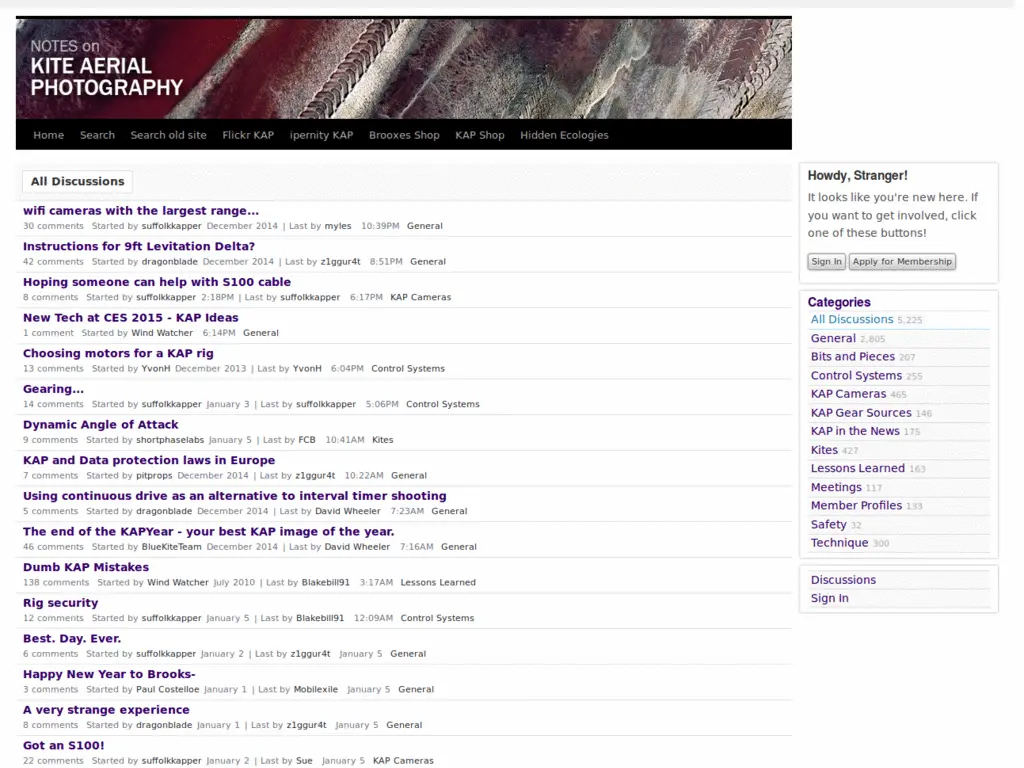 NOTES on
KITE AERIAL
PHOTOGRAPHY
Home Search Search old site Flickr KAP ipernity KAP Brooxes Shop KAP Shop Hidden Ecologies
All Discussions
wifi cameras with the largest range...
30 comments Started by suffolkkapper December 2014 | Last by myles 10:39PM General
Instructions for 9ft Levitation Delta?
42 comments Started by dragonblade December 2014 | Last by z1ggur4t 8:51PM General
Hoping someone can help with S100 cable
8 comments Started by suffolkkapper 2:18PM | Last by suffolkkapper 6:17PM KAP Cameras
New Tech at CES 2015 - KAP Ideas
1 comment Started by Wind Watcher 6:14PM General
Choosing motors for a KAP rig
13 comments Started by YvonH December 2013 | Last by YvonH 6:04PM Control Systems
Gearing...
14 comments Started by suffolkkapper January 3 | Last by suffolkkapper 5:06PM Control Systems
Dynamic Angle of Attack
9 comments Started by shortphaselabs January 5 | Last by FCB 10:41AM Kites
KAP and Data protection laws in Europe
7 comments Started by pitprops December 2014 | Last by z1ggur4t 10:22AM General
Using continuous drive as an alternative to interval timer shooting
5 comments Started by dragonblade December 2014 | Last by David Wheeler 7:23AM General
The end of the KAPYear - your best KAP image of the year.
46 comments Started by BlueKiteTeam December 2014 | Last by David Wheeler 7:16AM General
Dumb KAP Mistakes
138 comments Started by Wind Watcher July 2010 | Last by Blakebill91 3:17AM Lessons Learned
Rig security
12 comments Started by suffolkkapper January 5 | Last by Blakebill91 12:09AM Control Systems
Best. Day. Ever.
6 comments Started by suffolkkapper January 2 | Last by z1ggur4t January 5 General
Happy New Year to Brooks-
3 comments Started by Paul Costelloe January 1 | Last by Mobilexile January 5 General
A very strange experience
8 comments Started by dragonblade January 1 | Last by z1ggur4t January 5 General
Got an S100!
22 comments Started by suffolkkapper January 2 | Last by Sue January 5 KAP Cameras
Howdy, Stranger!
It looks like you're new here. If
you want to get involved, click
one of these buttons!
Sign In Apply for Membership
Categories
All Discussions 5,225
General 2,805
Bits and Pieces 207
Control Systems 255
KAP Cameras 465
KAP Gear Sources 146
KAP in the News 175
Kites 427
Lessons Learned 163
Meetings 117
Member Profiles 133
Safety 32
Technique 300
Discussions
Sign In